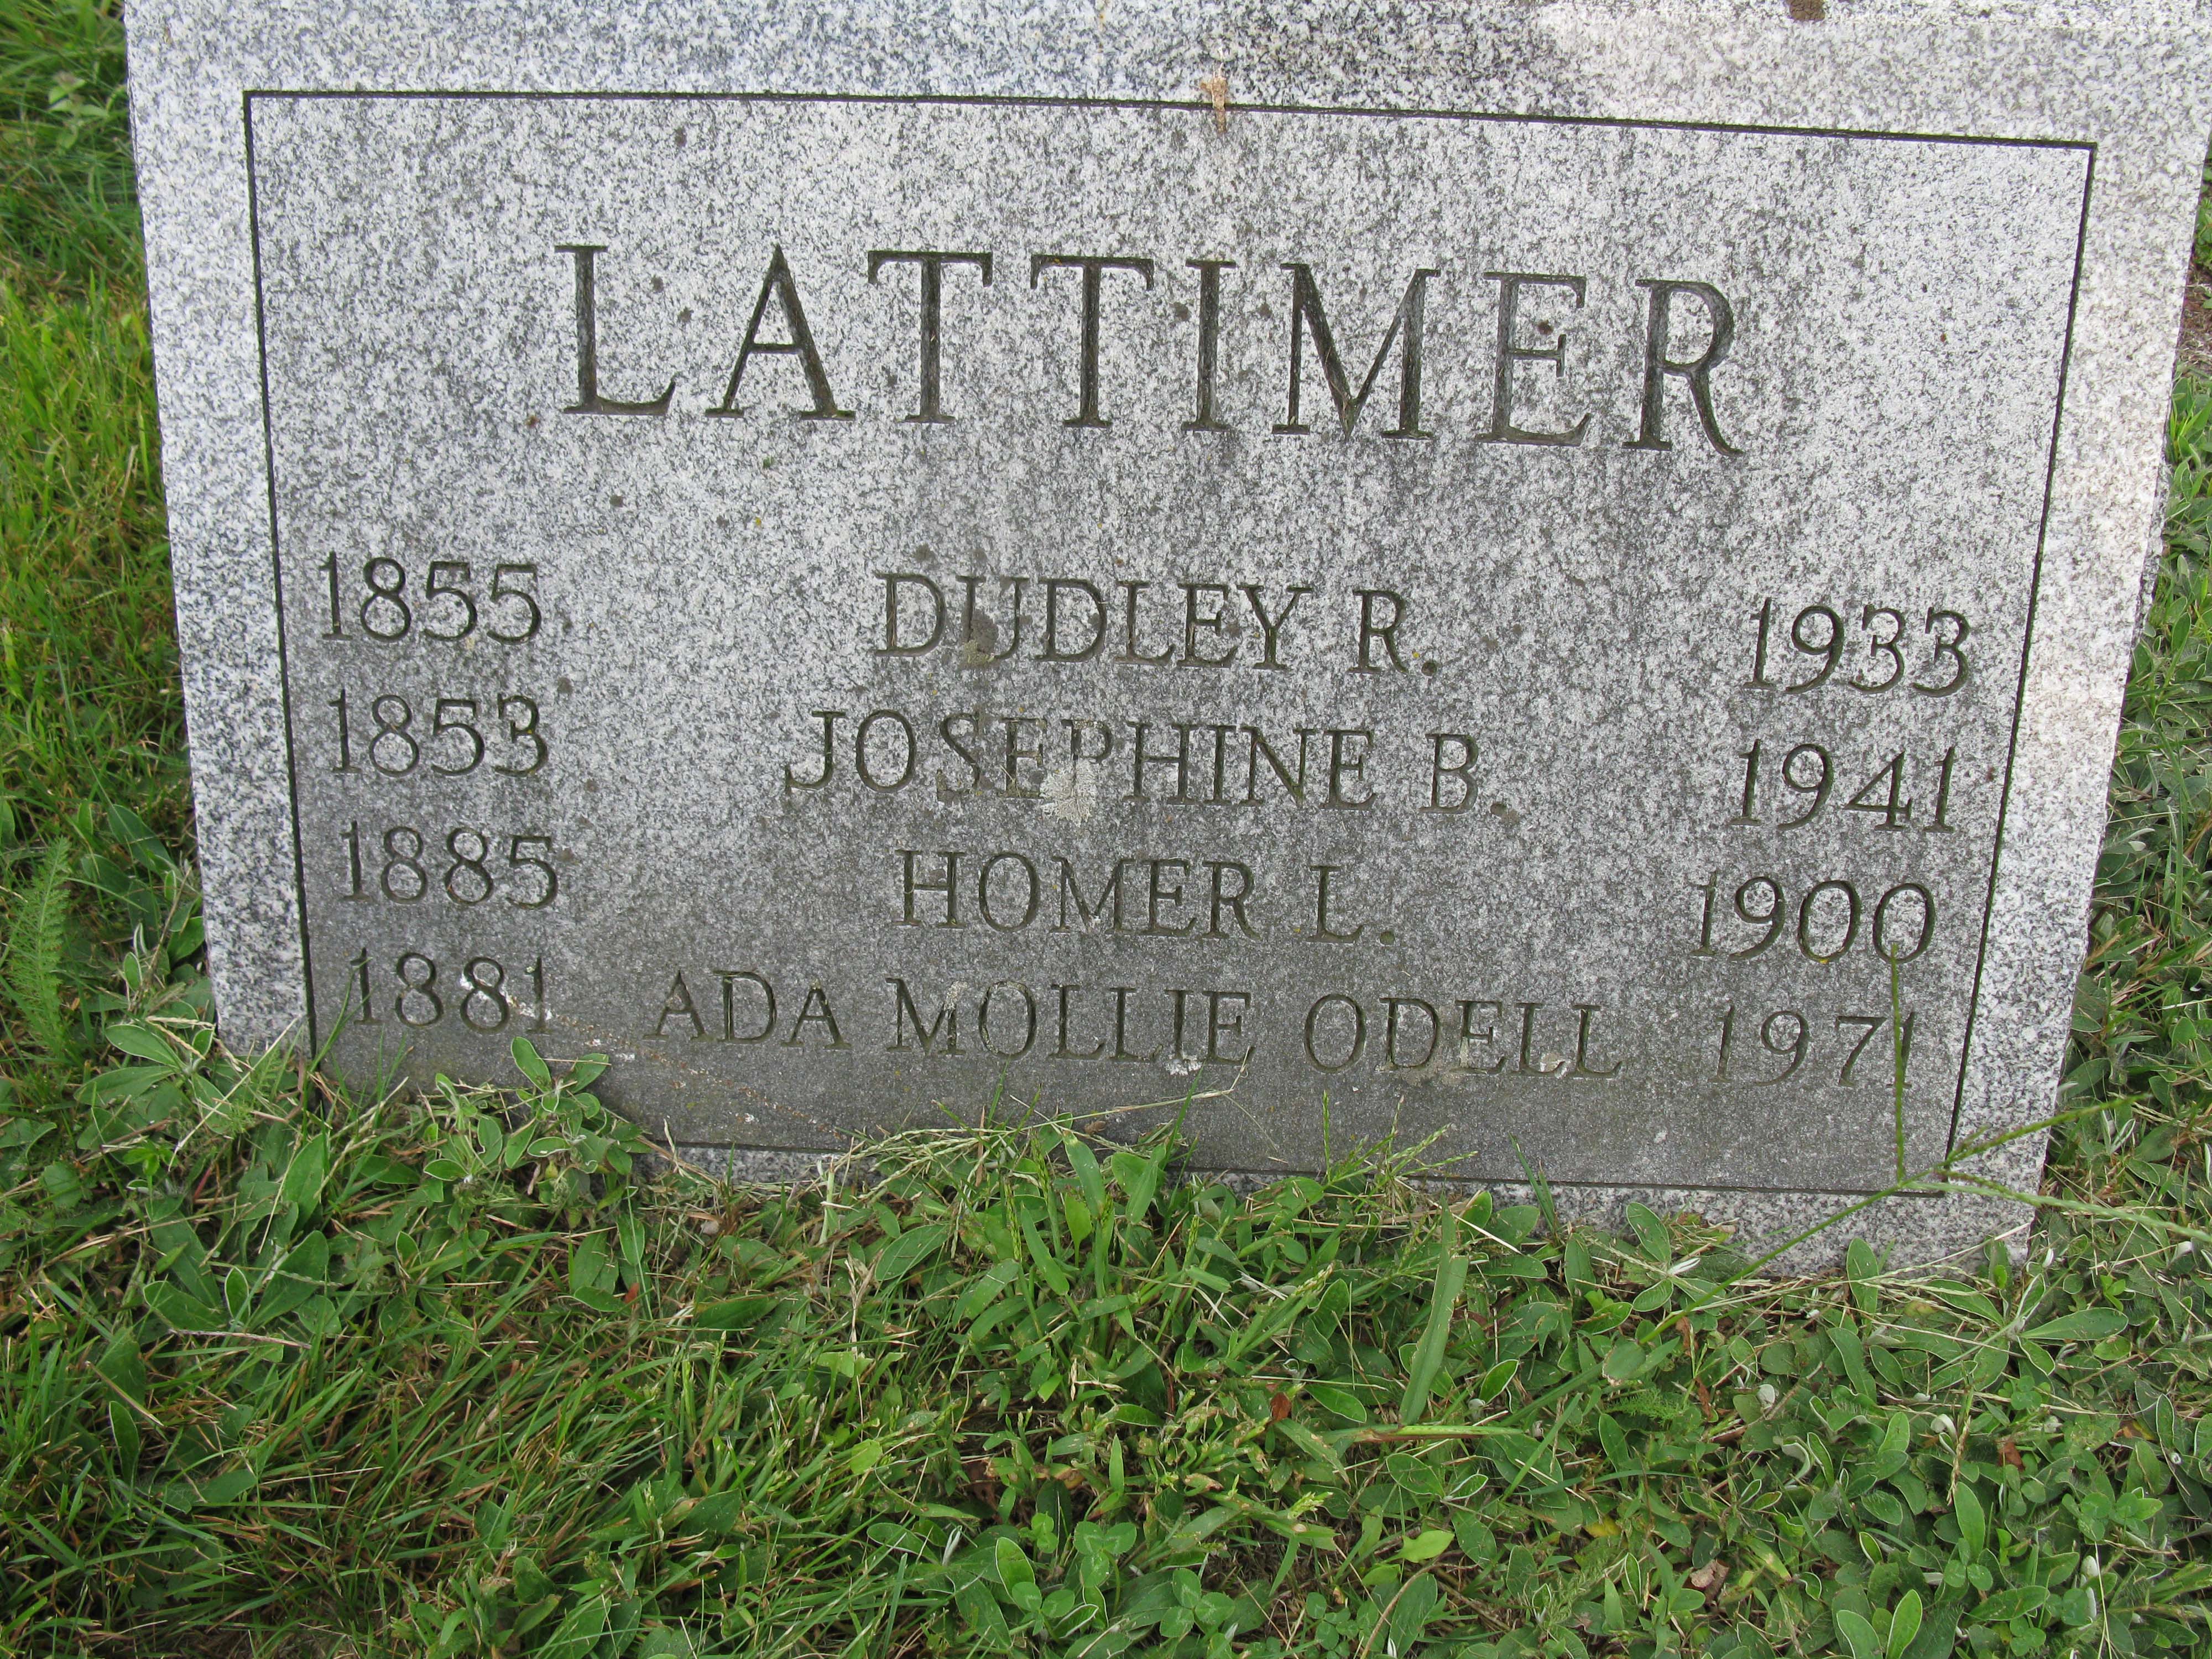 LATTIMER
1855 DUDLEY R. 1933
1853 JOSEPHINE B. 1941
1885 HOMER L. 1900
1881 ADA MOLLIE ODELL 1971